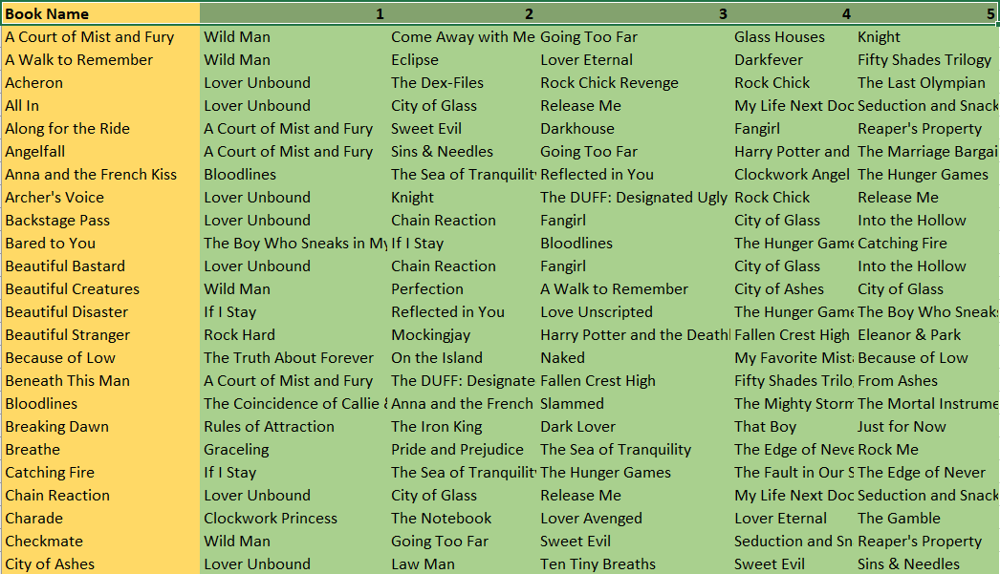 Book Name 1 2 3 4 5
A Court of Mist and Fury Wild Man Come Away with Me Going Too Far Glass Houses Knight
A Walk to Remember Wild Man Eclipse Lover Eternal Darkfever Fifty Shades Trilogy
Acheron Lover Unbound The Dex-Files Rock Chick Revenge Rock Chick The Last Olympian
All In Lover Unbound City of Glass Release Me My Life Next Doo Seduction and Snack
Along for the Ride A Court of Mist and Fury Sweet Evil Darkhouse Fangirl Reaper's Property
Angelfall A Court of Mist and Fury Sins & Needles Going Too Far Harry Potter and The Marriage Bargai
Anna and the French Kiss Bloodlines The Sea of Tranquility Reflected in You Clockwork Angel The Hunger Games
Archer's Voice Lover Unbound Knight The DUFF: Designated Ugly Rock Chick Release Me
Backstage Pass Lover Unbound Chain Reaction Fangirl City of Glass Into the Hollow
Bared to You The Boy Who Sneaks in My If I Stay Bloodlines The Hunger Game Catching Fire
Beautiful Bastard Lover Unbound Chain Reaction Fangirl City of Glass Into the Hollow
Beautiful Creatures Wild Man Perfection A Walk to Remember City of Ashes City of Glass
Beautiful Disaster If I Stay Reflected in You Love Unscripted The Hunger Game The Boy Who Sneaks
Beautiful Stranger Rock Hard Mockingjay Harry Potter and the Deathl Fallen Crest High Eleanor & Park
Because of Low The Truth About Forever On the Island Naked My Favorite Mist Because of Low
Beneath This Man A Court of Mist and Fury The DUFF: Designate Fallen Crest High Fifty Shades Trilo From Ashes
Bloodlines The Coincidence of Callie & Anna and the French Slammed The Mighty Storm The Mortal Instrume
Breaking Dawn Rules of Attraction The Iron King Dark Lover That Boy Just for Now
Breathe Graceling Pride and Prejudice The Sea of Tranquility The Edge of Neve Rock Me
Catching Fire If I Stay The Sea of Tranquility The Hunger Games The Fault in Our S The Edge of Never
Chain Reaction Lover Unbound City of Glass Release Me My Life Next Doo Seduction and Snack
Charade Clockwork Princess The Notebook Lover Avenged Lover Eternal The Gamble
Checkmate Wild Man Going Too Far Sweet Evil Seduction and Sn Reaper's Property
City of Ashes Lover Unbound Law Man Ten Tiny Breaths Sweet Evil Sins & Needles